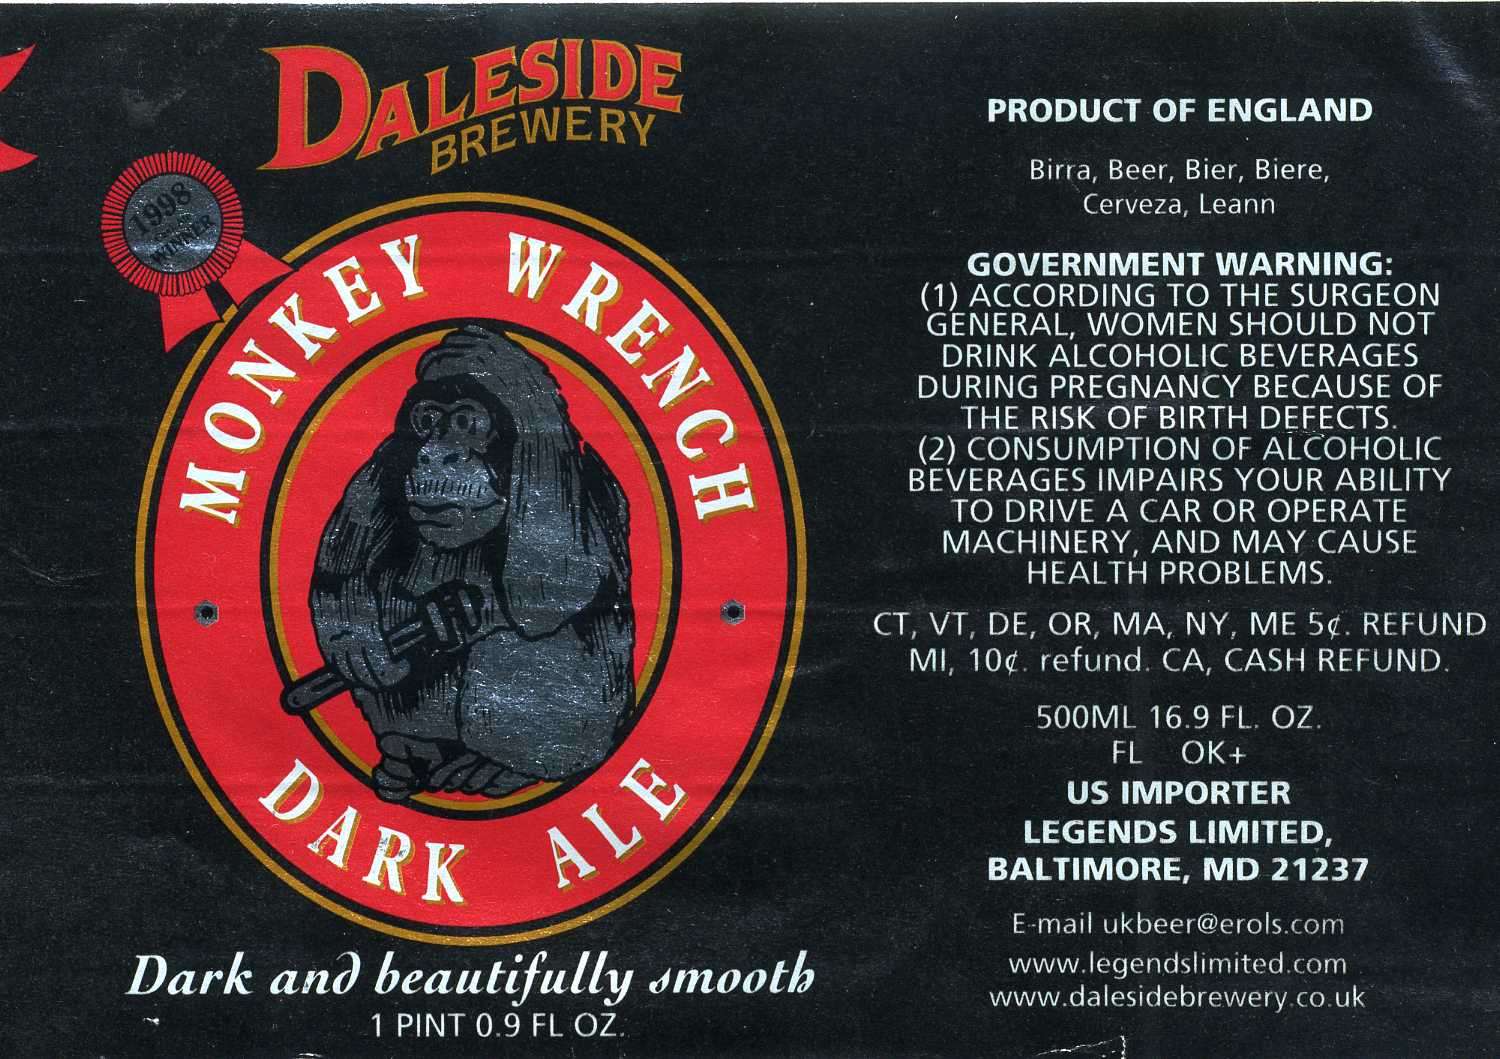 DALESIDE
BREWERY
1998
WINNER
MONKEY WRENCH
DARK ALE
Dark and beautifully smooth
1 PINT 0.9 FL OZ.
PRODUCT OF ENGLAND
Birra, Beer, Bier, Biere,
Cerveza, Leann
GOVERNMENT WARNING:
(1) ACCORDING TO THE SURGEON
GENERAL, WOMEN SHOULD NOT
DRINK ALCOHOLIC BEVERAGES
DURING PREGNANCY BECAUSE OF
THE RISK OF BIRTH DEFECTS.
(2) CONSUMPTION OF ALCOHOLIC
BEVERAGES IMPAIRS YOUR ABILITY
TO DRIVE A CAR OR OPERATE
MACHINERY, AND MAY CAUSE
HEALTH PROBLEMS.
CT, VT, DE, OR, MA, NY, ME 5¢. REFUND
MI, 10¢. refund. CA, CASH REFUND.
500ML 16.9 FL. OZ.
FL OK+
US IMPORTER
LEGENDS LIMITED,
BALTIMORE, MD 21237
E-mail ukbeer@erols.com
www.legendslimited.com
www.dalesidebrewery.co.uk